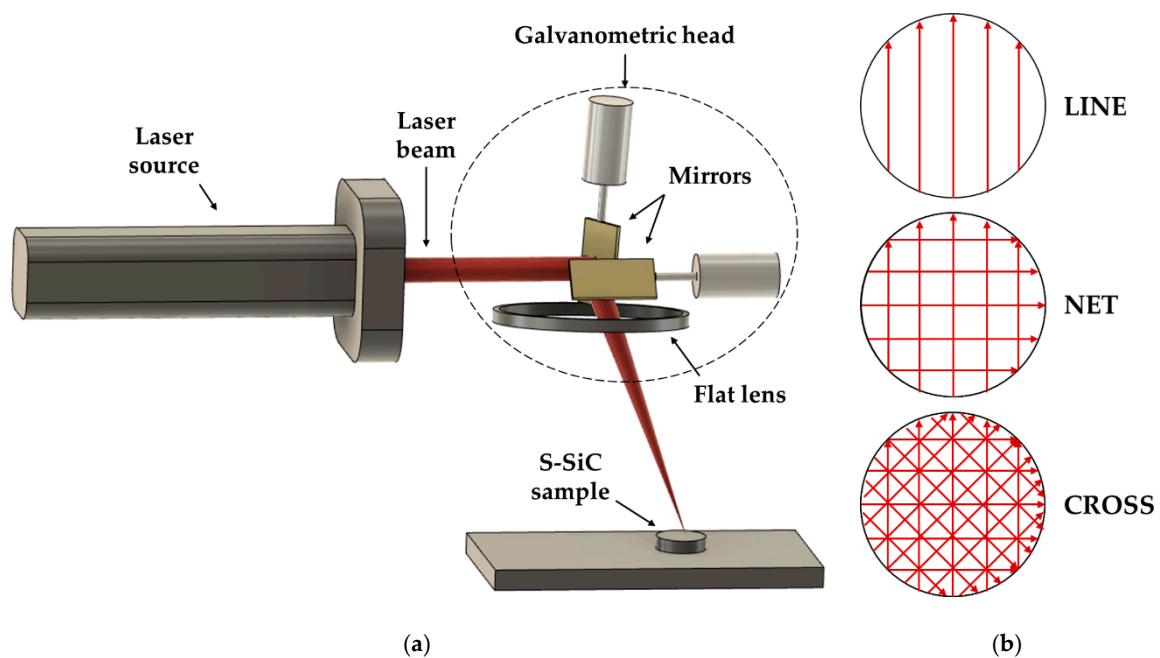 Galvanometric head
Laser
source
Laser
beam
Mirrors
Flat lens
S-SiC
sample
(a)
LINE
NET
CROSS
(b)